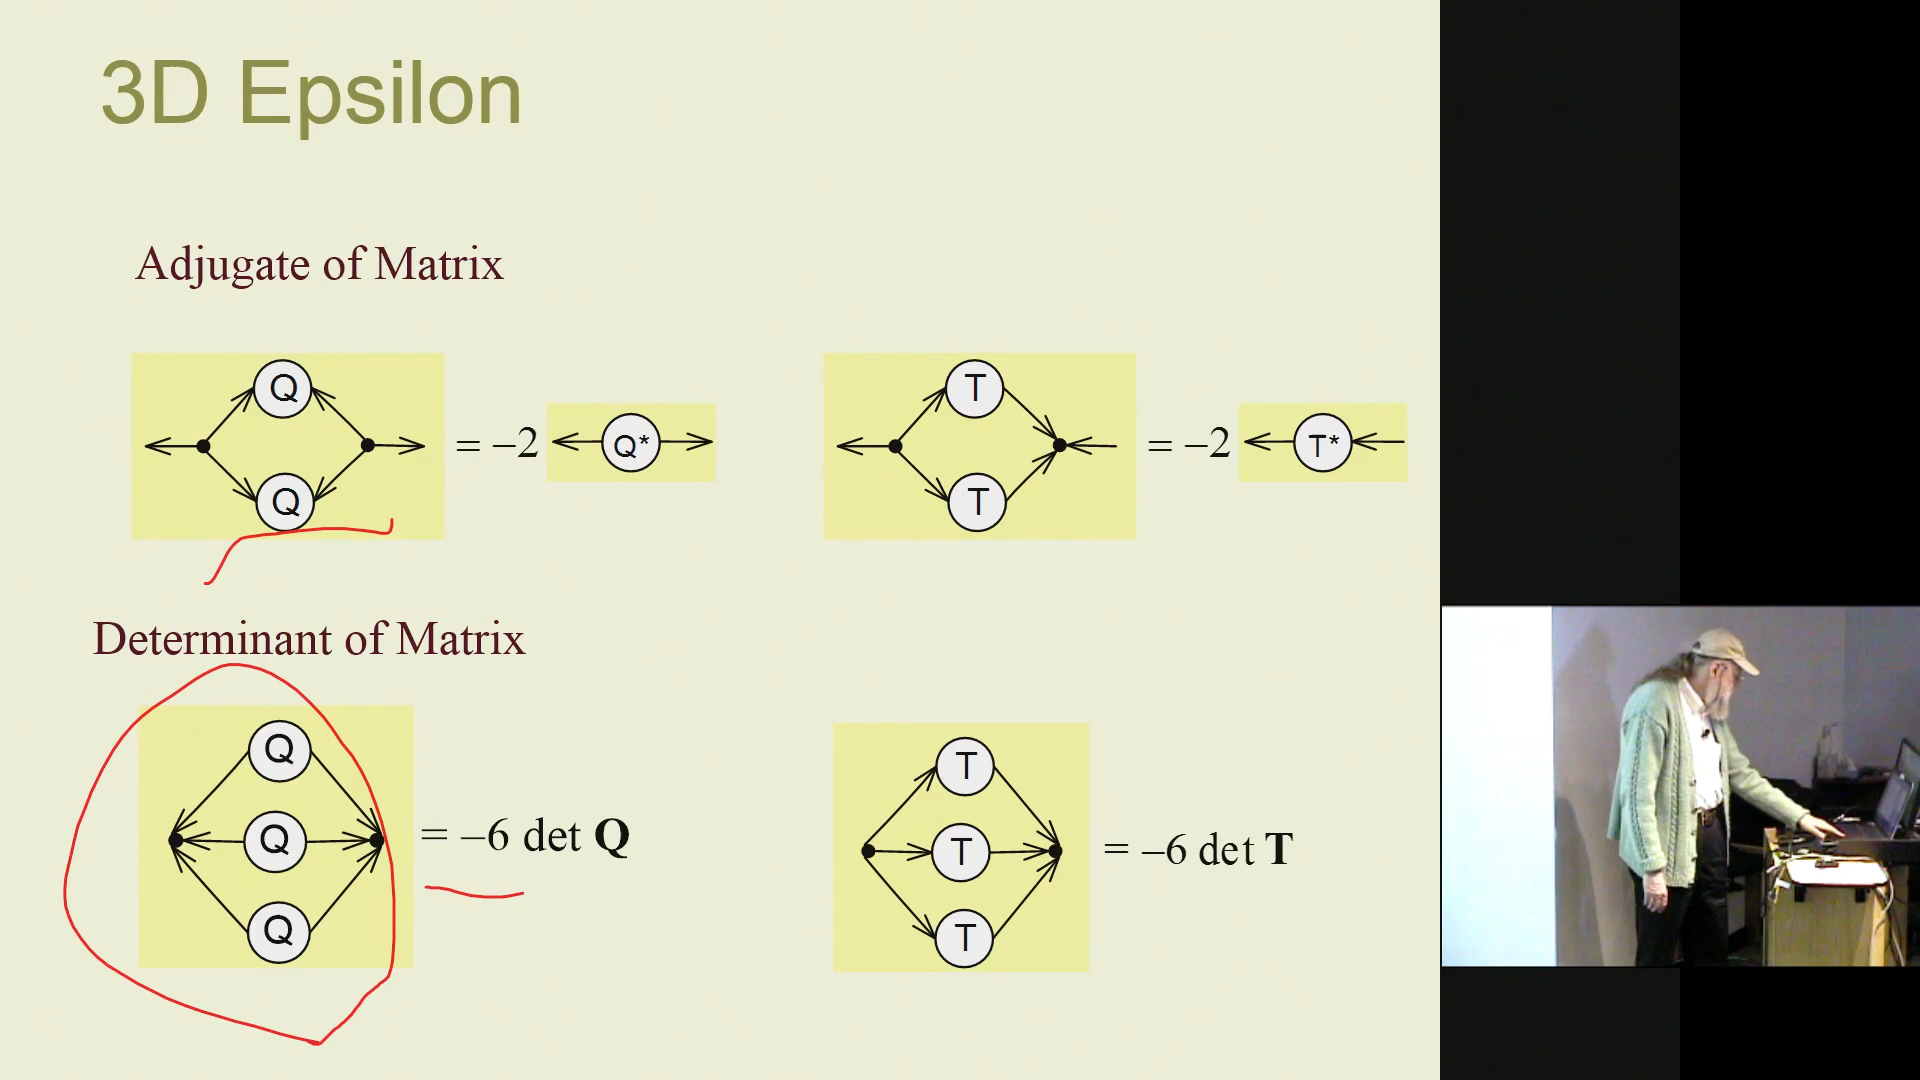 3D Epsilon
Adjugate of Matrix
Q
Q
= −2
Q*
T
T
= −2
T*
Determinant of Matrix
Q
Q
Q
= −6 det Q
T
T
T
= −6 det T